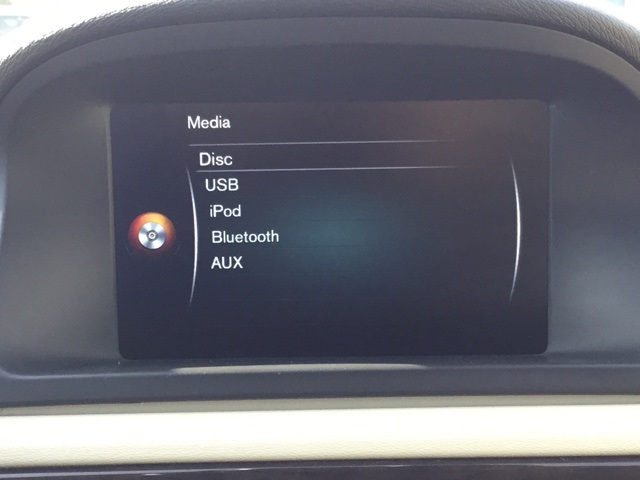 Media
Disc
USB
iPod
Bluetooth
AUX